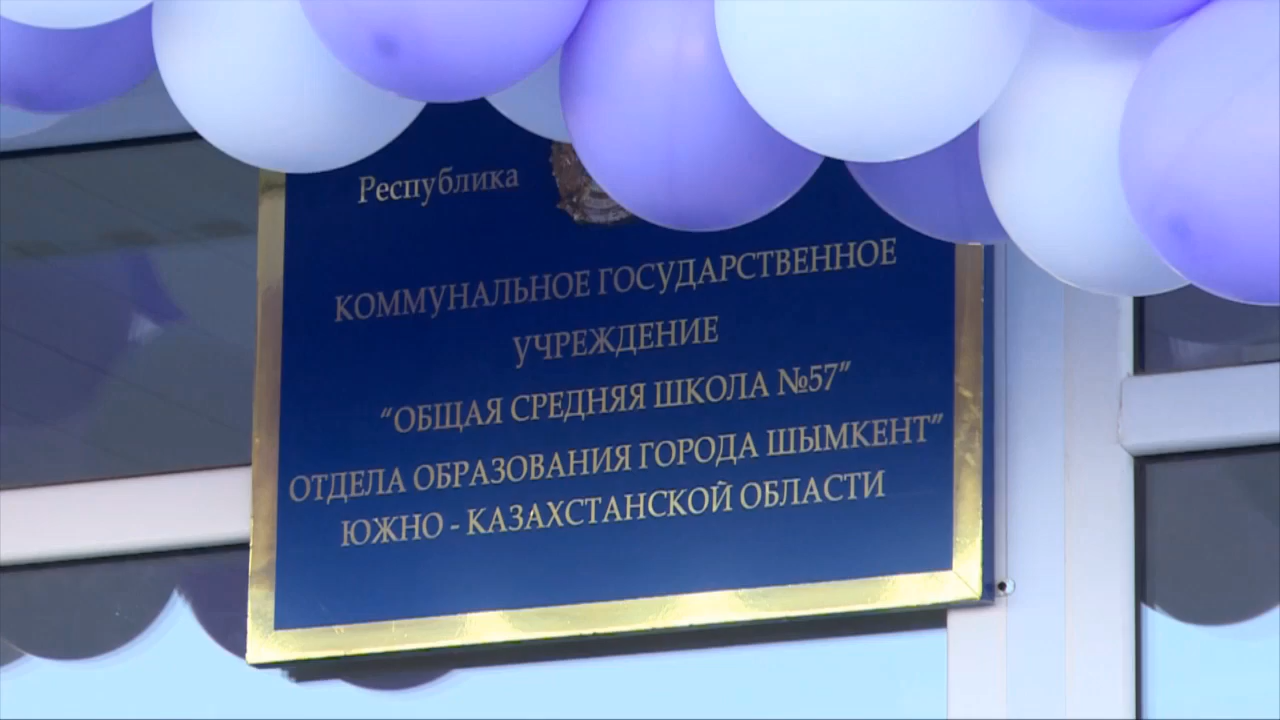 Республика
КОММУНАЛЬНОЕ ГОСУДАРСТВЕННОЕ
УЧРЕЖДЕНИЕ
“ОБЩАЯ СРЕДНЯЯ ШКОЛА №57”
ОТДЕЛА ОБРАЗОВАНИЯ ГОРОДА ШЫМКЕНТ”
ЮЖНО - КАЗАХСТАНСКОЙ ОБЛАСТИ